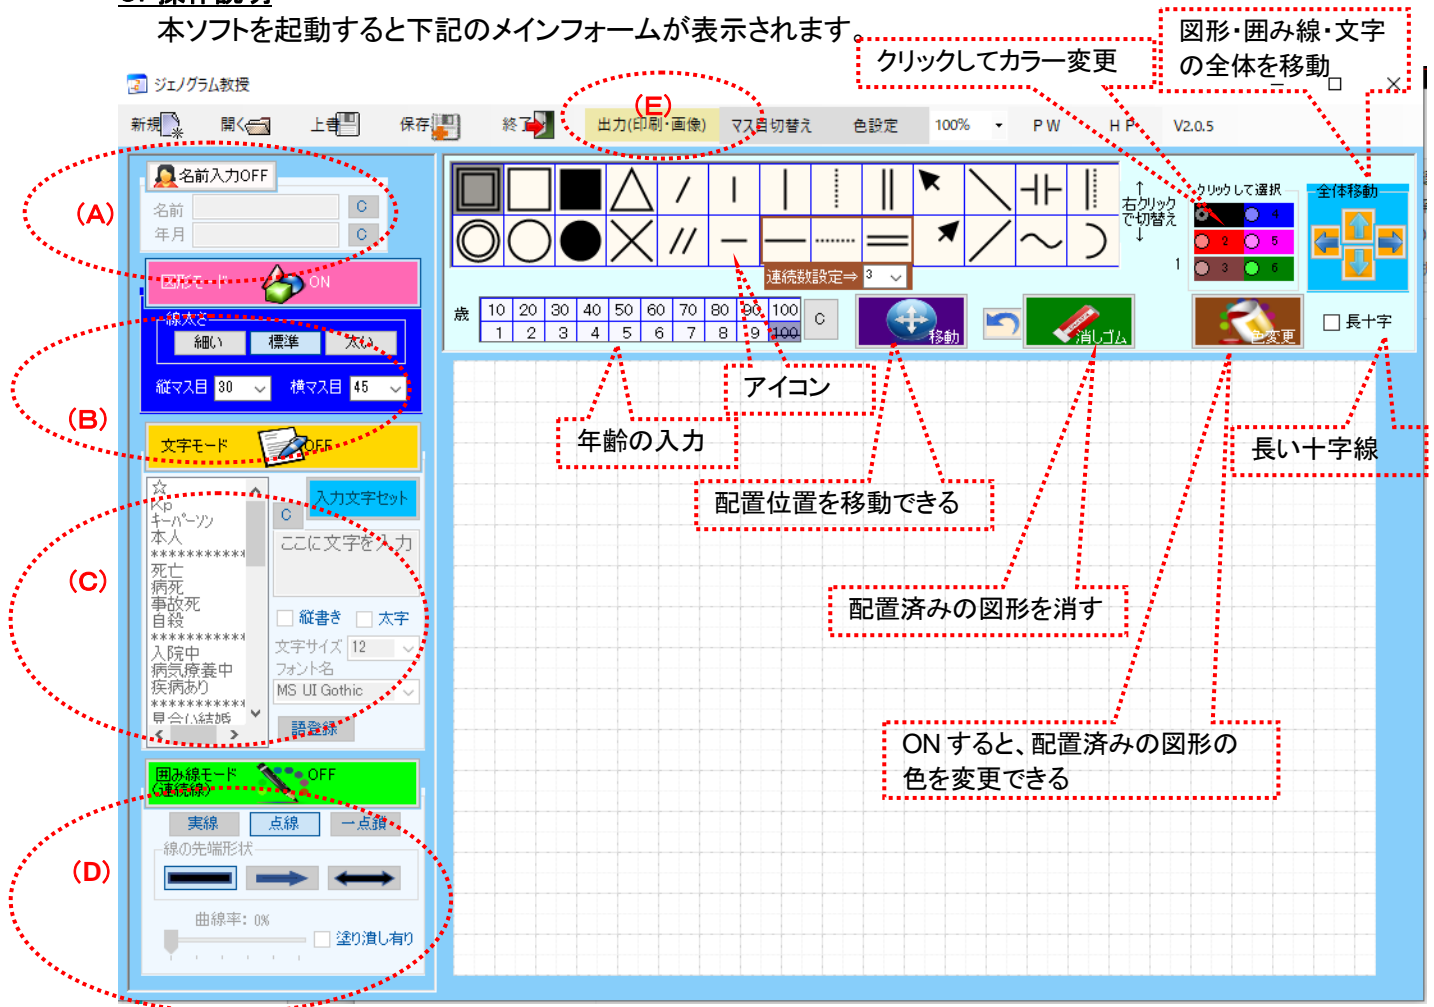 本ソフトを起動すると下記のメインフォームが表示されます。
図形・囲み線・文字
の全体を移動
クリックしてカラー変更
ジェノグラム教授
新規
開く
上書
保存
終了
(E)
出力(印刷・画像)
マス目切替え
色設定
100%
P W
H P
V2.0.5
(A)
名前入力OFF
名前
C
年月
C
↑
右クリック
で切替え
↓
クリックして選択
4
2
5
1
3
6
全体移動
連続数設定⇒
3
図形モード
ON
線太さ
細い
標準
太い
縦マス目
30
横マス目
45
歳
10 20 30 40 50 60 70 80 90 100
1 2 3 4 5 6 7 8 9 100
C
移動
消しゴム
色変更
長十字
アイコン
年齢の入力
長い十字線
配置位置を移動できる
(B)
文字モード
OFF
(C)
☆
Kp
キーパーソン
本人
***********
死亡
病死
事故死
自殺
***********
入院中
病気療養中
疾病あり
***********
見合い結婚
C
入力文字セット
ここに文字を入力
縦書き
太字
文字サイズ
12
フォント名
MS UI Gothic
語登録
配置済みの図形を消す
ONすると、配置済みの図形の
色を変更できる
囲み線モード
(連続線)
OFF
(D)
実線
点線
一点鎖
線の先端形状
曲線率: 0%
塗り潰し有り